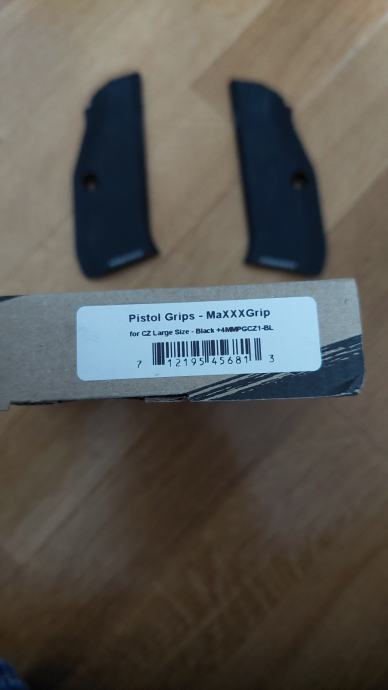 Pistol Grips - MaXXXGrip
for CZ Large Size - Black +4MMPGCZ1-BL
7 12195 45681 3